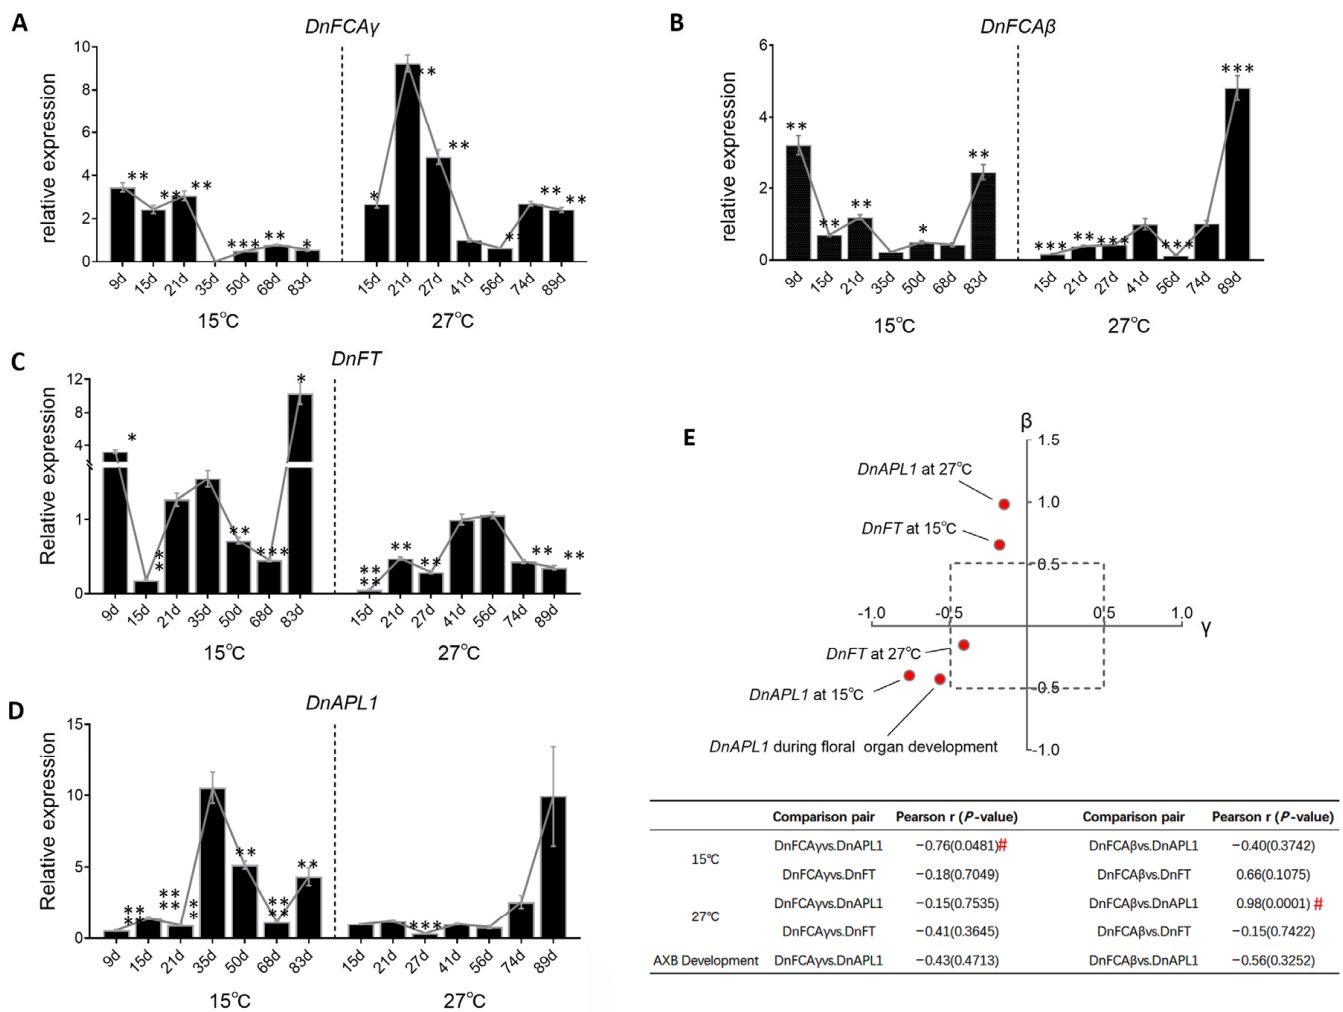 A
DnFCAγ
relative expression
10
8
6
4
2
0
** ** ** *** ** * * ** ** ** **
9d 15d 21d 35d 50d 68d 83d 15d 21d 27d 41d 56d 74d 89d
15℃ 27℃
B
DnFCAβ
relative expression
6
4
2
0
** ** ** * ** *** ** *** *** ***
9d 15d 21d 35d 50d 68d 83d 15d 21d 27d 41d 56d 74d 89d
15℃ 27℃
C
DnFT
Relative expression
12
8
4
1
0
* ** ** *** * **** ** ** ** **
9d 15d 21d 35d 50d 68d 83d 15d 21d 27d 41d 56d 74d 89d
15℃ 27℃
D
DnAPL1
Relative expression
15
10
5
0
**** **** ** ** **** ** ***
9d 15d 21d 35d 50d 68d 83d 15d 21d 27d 41d 56d 74d 89d
15℃ 27℃
E
β
1.5
DnAPL1 at 27℃
1.0
DnFT at 15℃
0.5
-1.0 -0.5 0.5 1.0
γ
DnFT at 27℃
DnAPL1 at 15℃
-0.5
DnAPL1 during floral organ development
-1.0
Comparison pair Pearson r (P-value) Comparison pair Pearson r (P-value)
15℃ DnFCAγvs.DnAPL1 −0.76(0.0481)# DnFCAβvs.DnAPL1 −0.40(0.3742)
DnFCAγvs.DnFT −0.18(0.7049) DnFCAβvs.DnFT 0.66(0.1075)
27℃ DnFCAγvs.DnAPL1 −0.15(0.7535) DnFCAβvs.DnAPL1 0.98(0.0001) #
DnFCAγvs.DnFT −0.41(0.3645) DnFCAβvs.DnFT −0.15(0.7422)
AXB Development DnFCAγvs.DnAPL1 −0.43(0.4713) DnFCAβvs.DnAPL1 −0.56(0.3252)